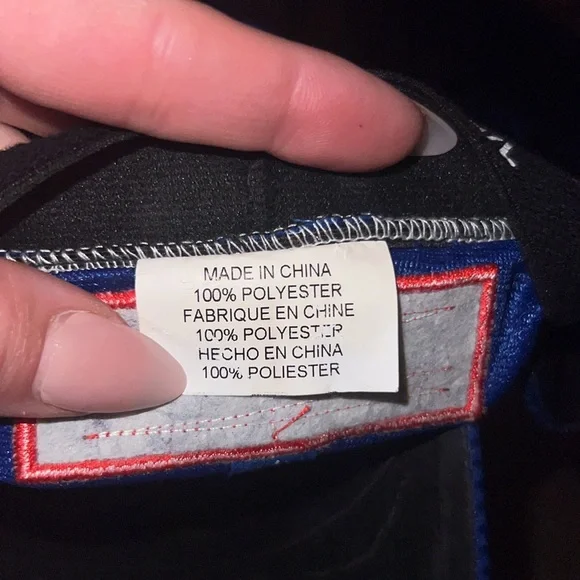 MADE IN CHINA
100% POLYESTER
FABRIQUE EN CHINE
100% POLYESTER
HECHO EN CHINA
100% POLIESTER